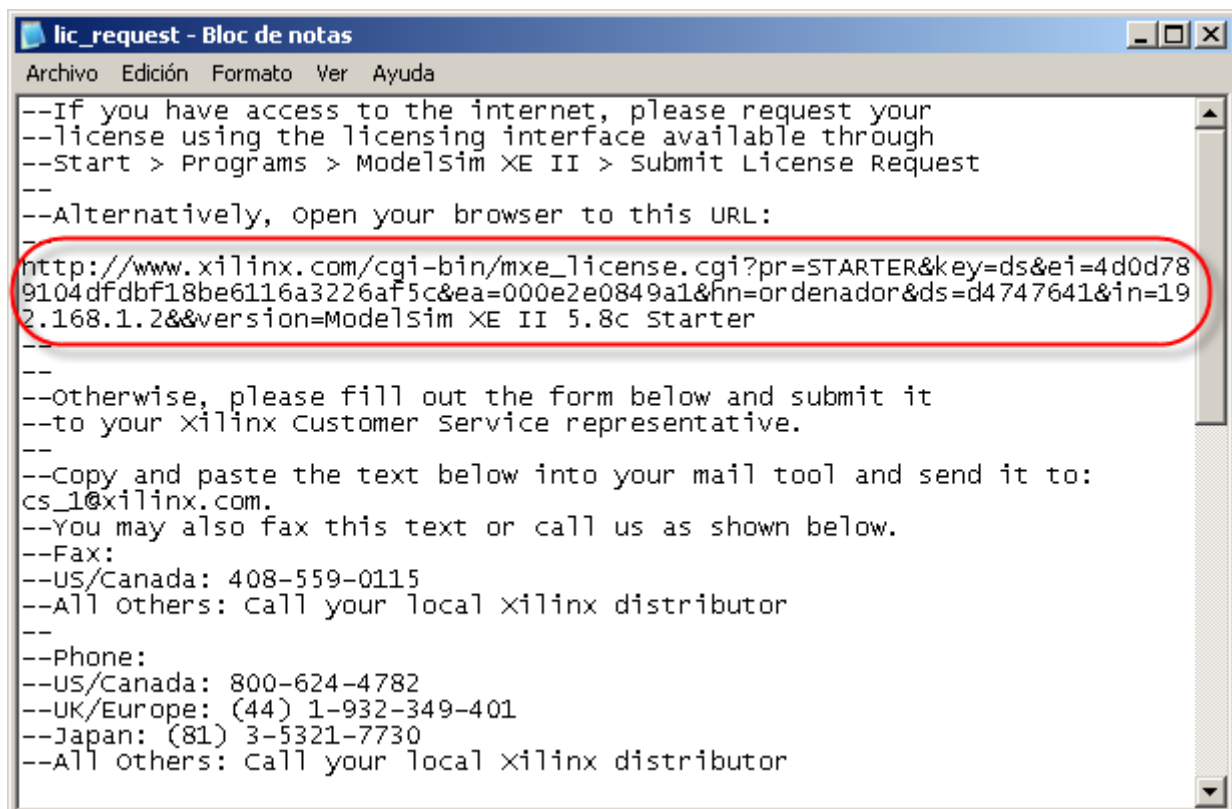 lic_request - Bloc de notas
Archivo Edición Formato Ver Ayuda
--If you have access to the internet, please request your
--license using the licensing interface available through
--Start > Programs > ModelSim XE II > Submit License Request
--
--Alternatively, Open your browser to this URL:
--
http://www.xilinx.com/cgi-bin/mxe_license.cgi?pr=STARTER&key=ds&ei=4d0d78
9104dfdbf18be6116a3226af5c&ea=000e2e0849a1&hn=ordenador&ds=d4747641&in=19
2.168.1.2&&version=ModelSim XE II 5.8c Starter
--
--
--Otherwise, please fill out the form below and submit it
--to your Xilinx Customer Service representative.
--
--Copy and paste the text below into your mail tool and send it to:
cs_1@xilinx.com.
--You may also fax this text or call us as shown below.
--Fax:
--US/Canada: 408-559-0115
--All Others: Call your local Xilinx distributor
--
--Phone:
--US/Canada: 800-624-4782
--UK/Europe: (44) 1-932-349-401
--Japan: (81) 3-5321-7730
--All Others: Call your local Xilinx distributor